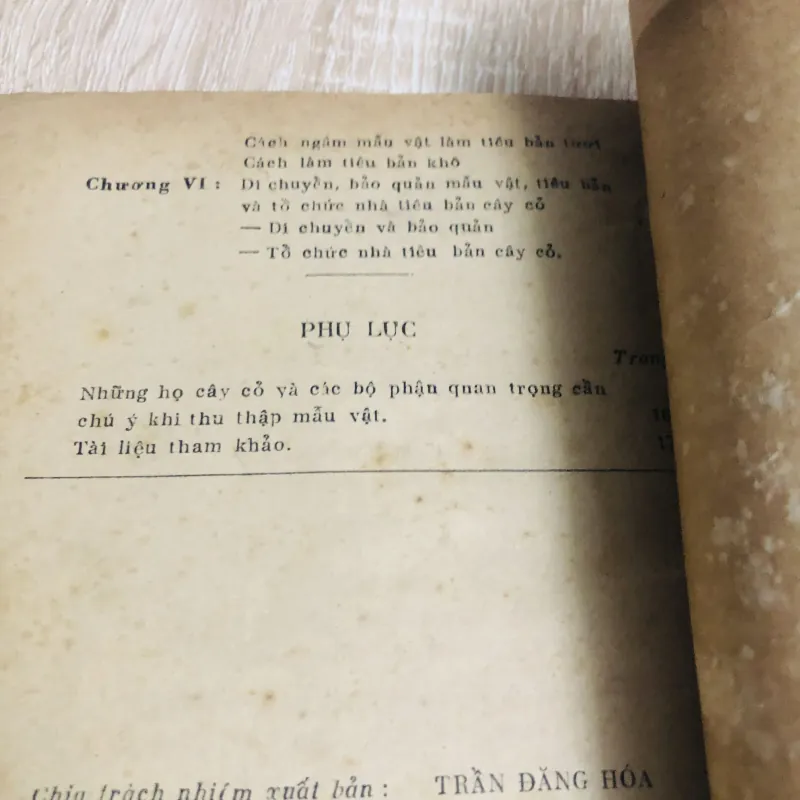 Cách ngâm mẫu vật làm tiêu bản tươi
Cách làm tiêu bản khô
Chương VI : Di chuyển, bảo quản mẫu vật, tiêu bản
và tổ chức nhà tiêu bản cây cỏ
— Di chuyển và bảo quản
— Tổ chức nhà tiêu bản cây cỏ.
PHỤ LỤC
Trang
Những họ cây cỏ và các bộ phận quan trọng cần
chú ý khi thu thập mẫu vật.
Tài liệu tham khảo.
Chịu trách nhiệm xuất bản : TRẦN ĐĂNG HÓA